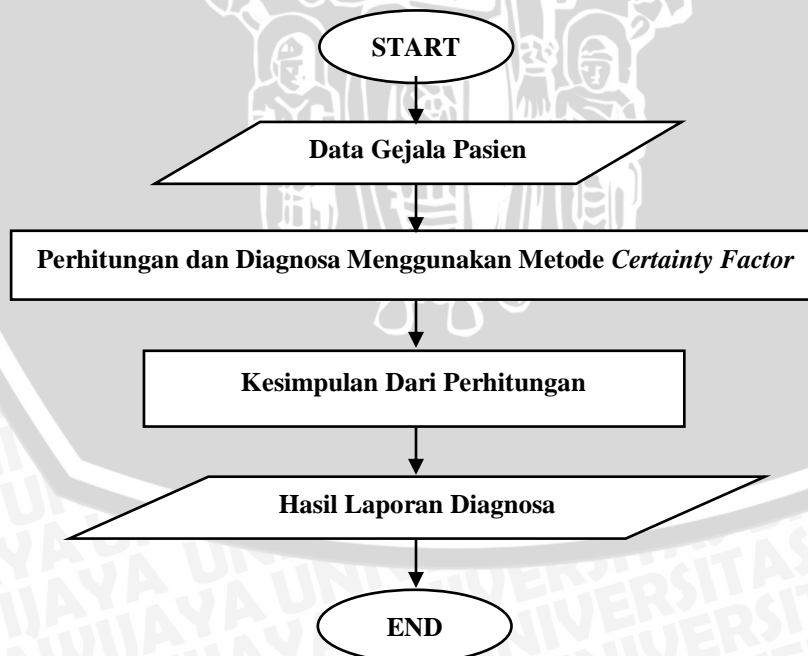 START
Data Gejala Pasien
Perhitungan dan Diagnosa Menggunakan Metode Certainty Factor
Kesimpulan Dari Perhitungan
Hasil Laporan Diagnosa
END